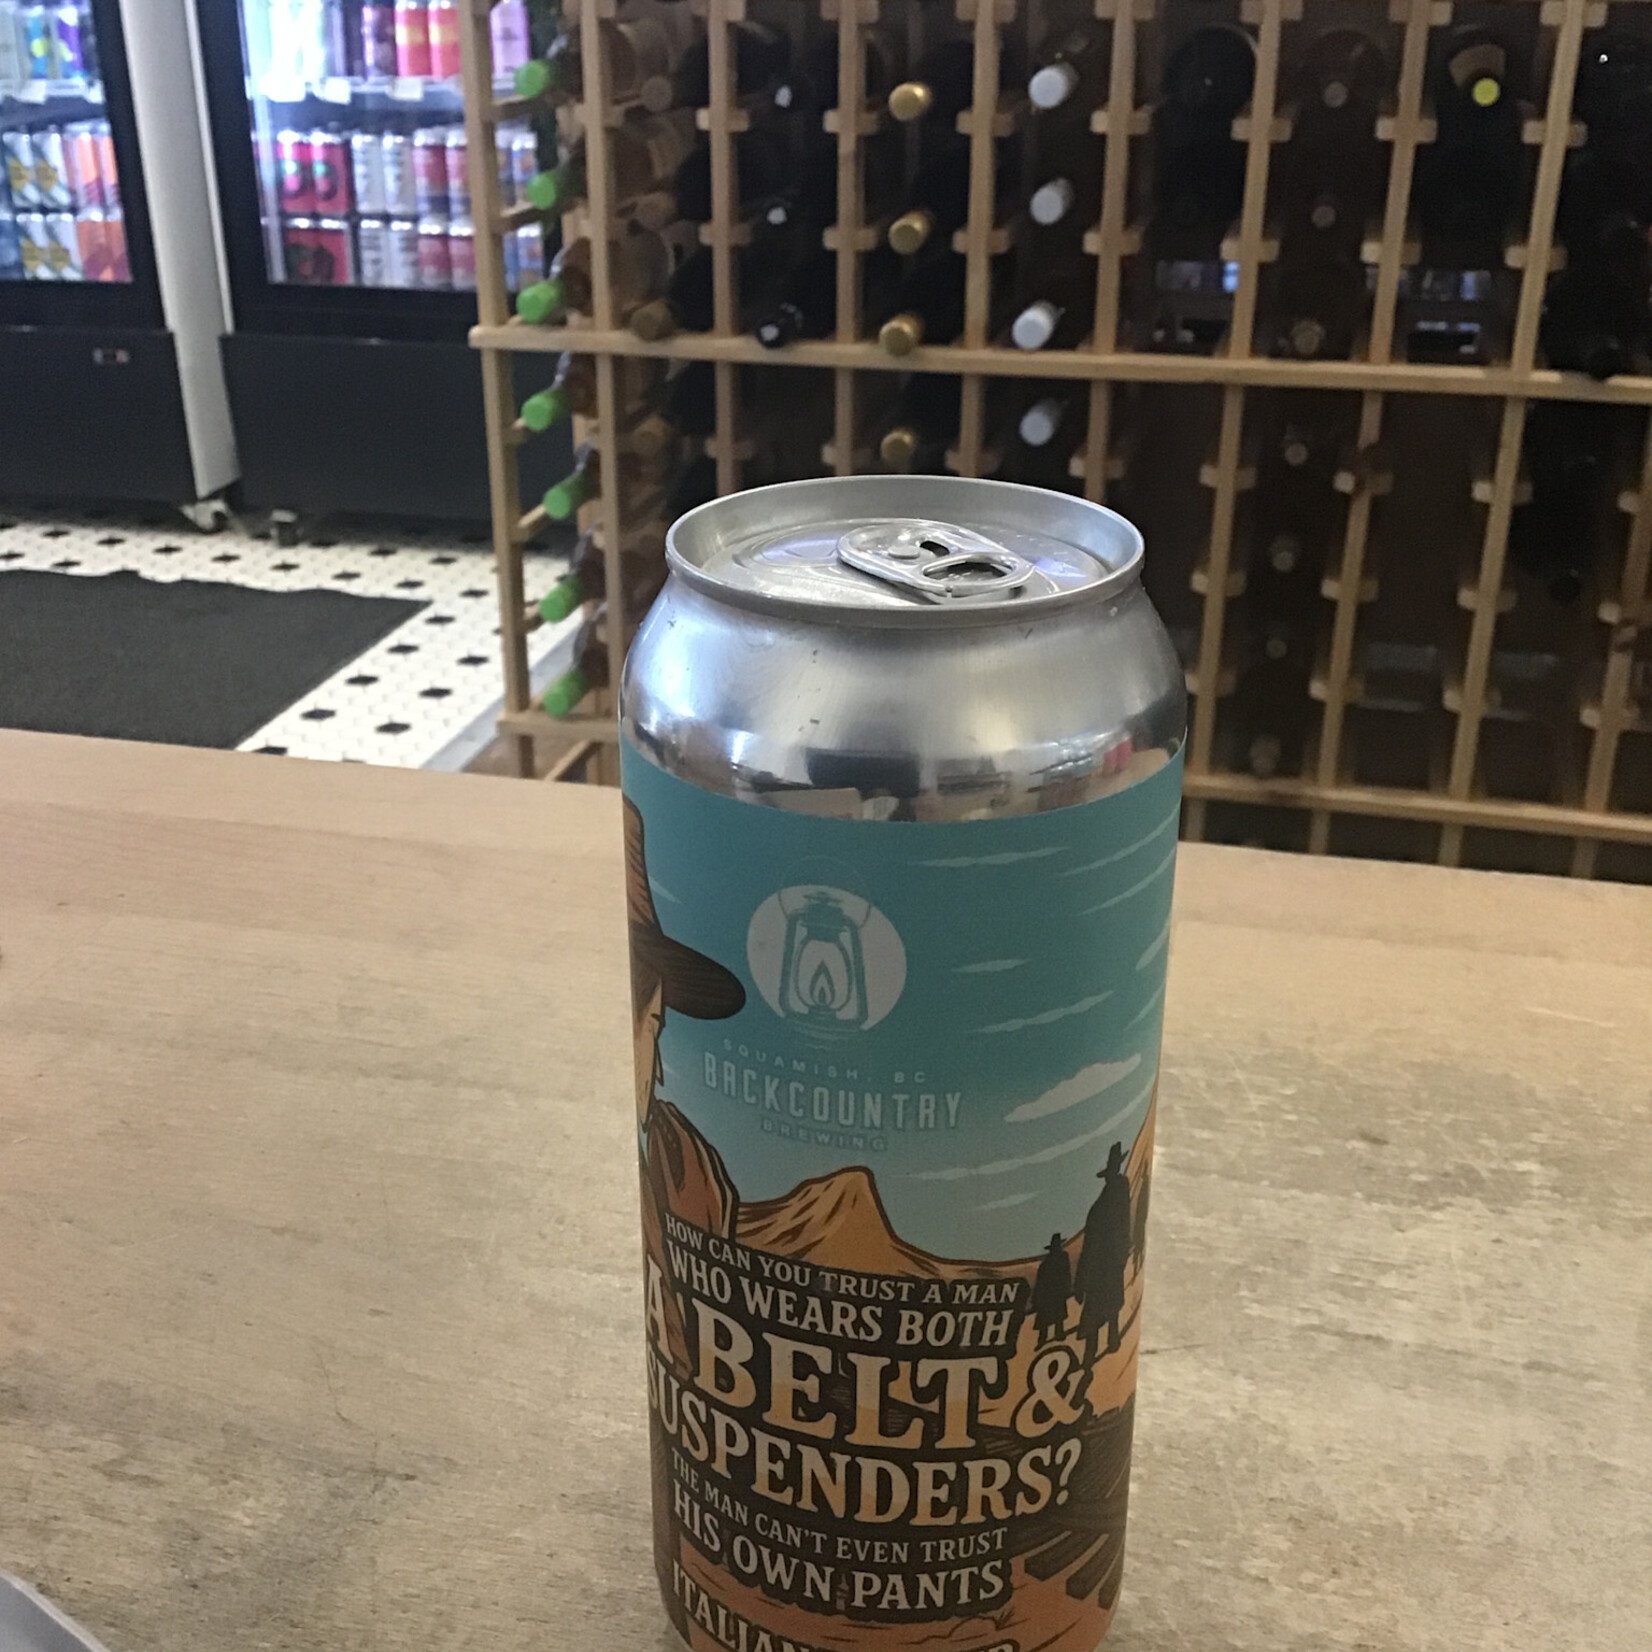 SQUAMISH, BC
BACKCOUNTRY
BREWING
HOW CAN YOU TRUST A MAN
WHO WEARS BOTH
A BELT &
SUSPENDERS?
THE MAN CAN'T EVEN TRUST
HIS OWN PANTS
ITALIAN